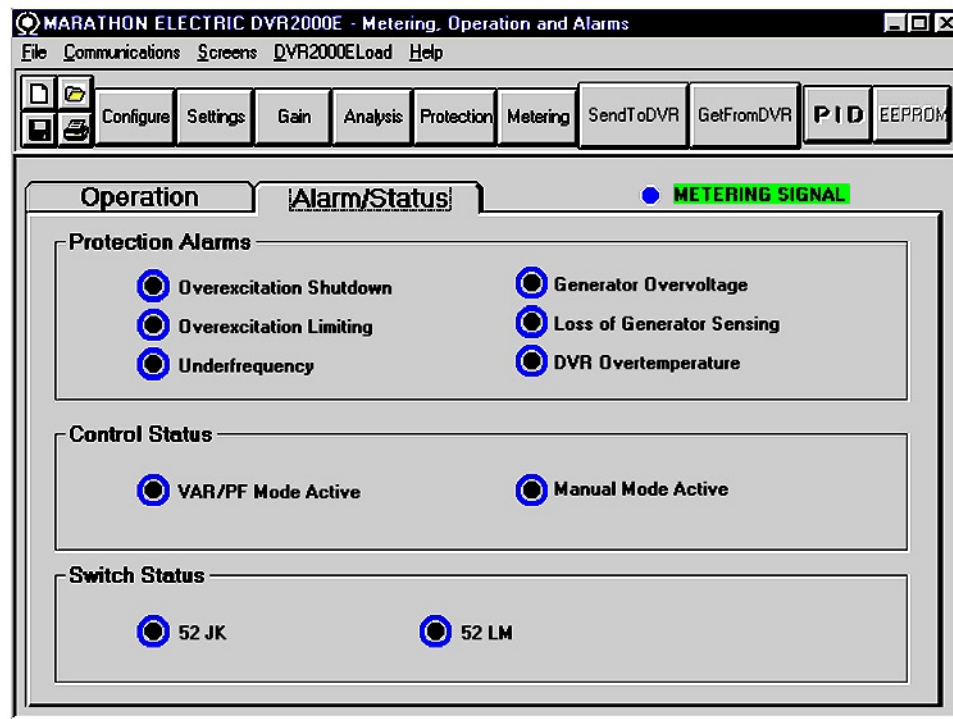 MARATHON ELECTRIC DVR2000E - Metering, Operation and Alarms
File Communications Screens DVR2000ELoad Help
Configure Settings Gain Analysis Protection Metering SendToDVR GetFromDVR PID EEPROM
Operation Alarm/Status METERING SIGNAL
Protection Alarms
Overexcitation Shutdown Generator Overvoltage
Overexcitation Limiting Loss of Generator Sensing
Underfrequency DVR Overtemperature
Control Status
VAR/PF Mode Active Manual Mode Active
Switch Status
52 JK 52 LM